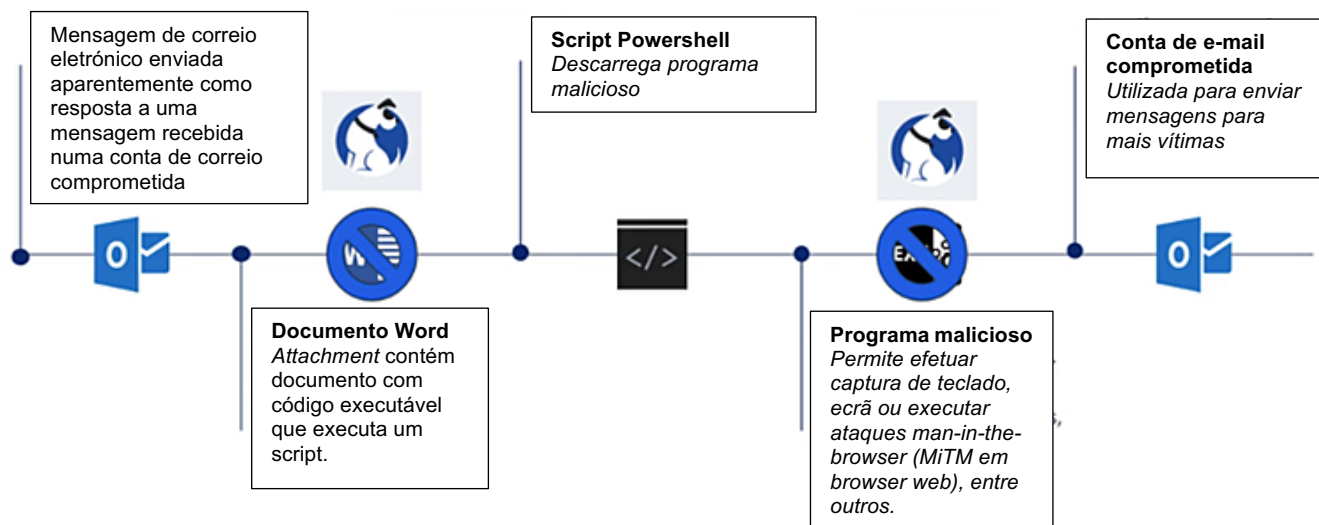 Mensagem de correio
eletrónico enviada
aparentemente como
resposta a uma
mensagem recebida
numa conta de correio
comprometida
Script Powershell
Descarrega programa
malicioso
Conta de e-mail
comprometida
Utilizada para enviar
mensagens para
mais vítimas
O
W
</>
O
Documento Word
Attachment contém
documento com
código executável
que executa um
script.
Programa malicioso
Permite efetuar
captura de teclado,
ecrã ou executar
ataques man-in-the-
browser (MiTM em
browser web), entre
outros.